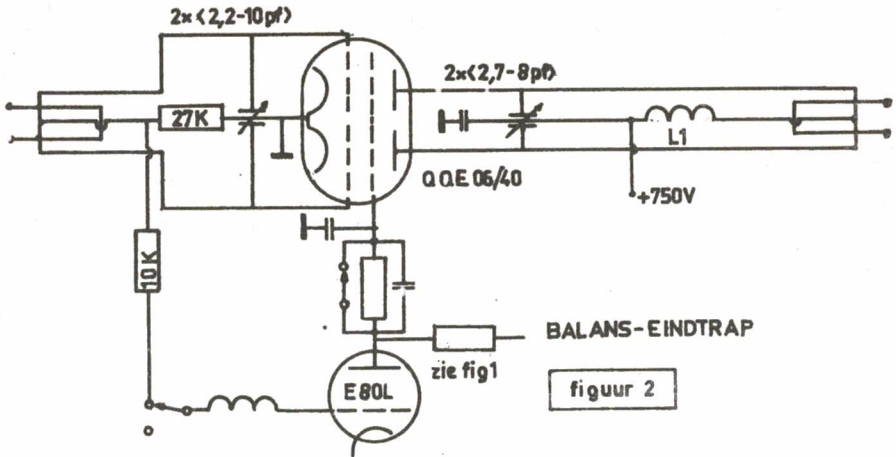 2x<2,2-10pf>
2x<2,7-8pf>
27K
L1
QQE 06/40
+750V
10K
BALANS-EINDTRAP
zie fig1
E80L
figuur 2